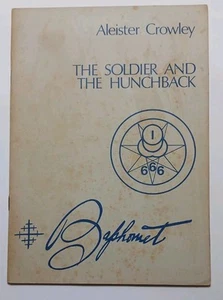 Aleister Crowley
THE SOLDIER AND
THE HUNCHBACK
666
Baphomet